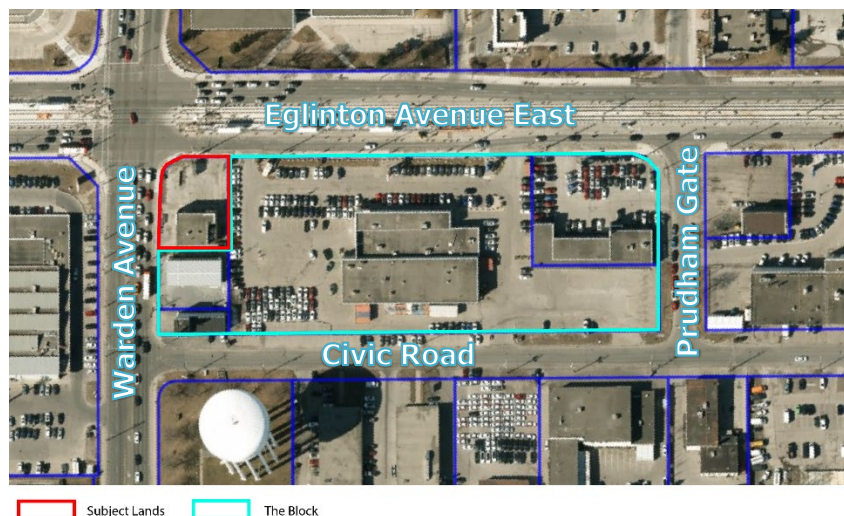 Eglinton Avenue East
Warden Avenue
Prudham Gate
Civic Road
Subject Lands
The Block